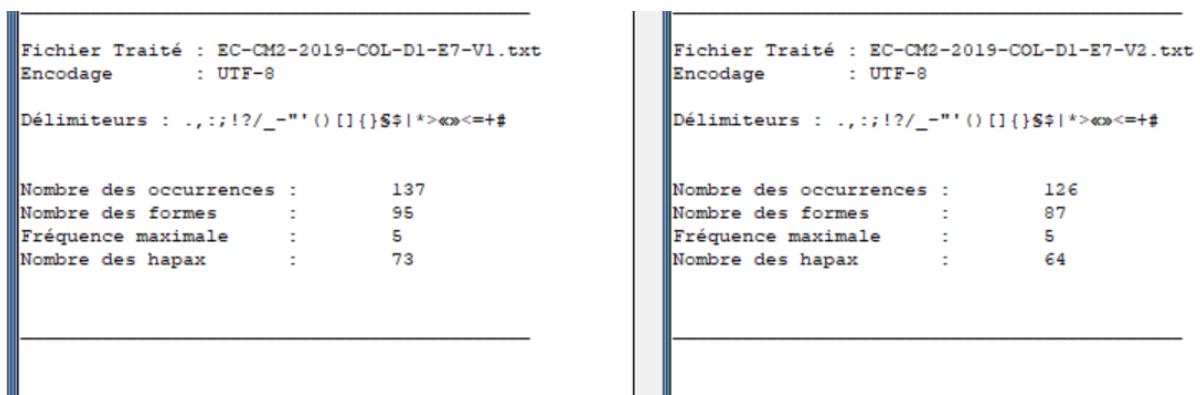 Fichier Traité : EC-CM2-2019-COL-D1-E7-V1.txt
Encodage : UTF-8
Délimiteurs : .,:;!?/_-"'()[]{}§$|*>«»<=+#
Nombre des occurrences : 137
Nombre des formes : 95
Fréquence maximale : 5
Nombre des hapax : 73
Fichier Traité : EC-CM2-2019-COL-D1-E7-V2.txt
Encodage : UTF-8
Délimiteurs : .,:;!?/_-"'()[]{}§$|*>«»<=+#
Nombre des occurrences : 126
Nombre des formes : 87
Fréquence maximale : 5
Nombre des hapax : 64